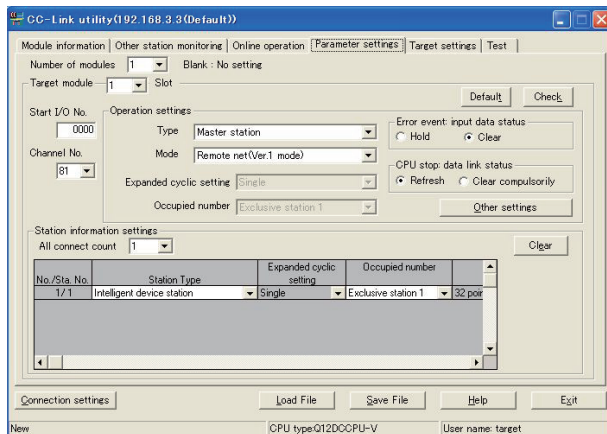 CC-Link utility(192.168.3.3(Default))
Module information Other station monitoring Online operation Parameter settings Target settings Test
Number of modules 1 Blank : No setting
Target module 1 Slot
Default Check
Start I/O No.
0000
Channel No.
81
Operation settings
Type Master station
Mode Remote net(Ver.1 mode)
Expanded cyclic setting Single
Occupied number Exclusive station 1
Error event: input data status
Hold Clear
CPU stop: data link status
Refresh Clear compulsorily
Other settings
Station information settings
All connect count 1
Clear
No./Sta. No. Station Type Expanded cyclic setting Occupied number
1/1 Intelligent device station Single Exclusive station 1 32 poin
Connection settings Load File Save File Help Exit
New CPU type:Q12DCCPU-V User name: target